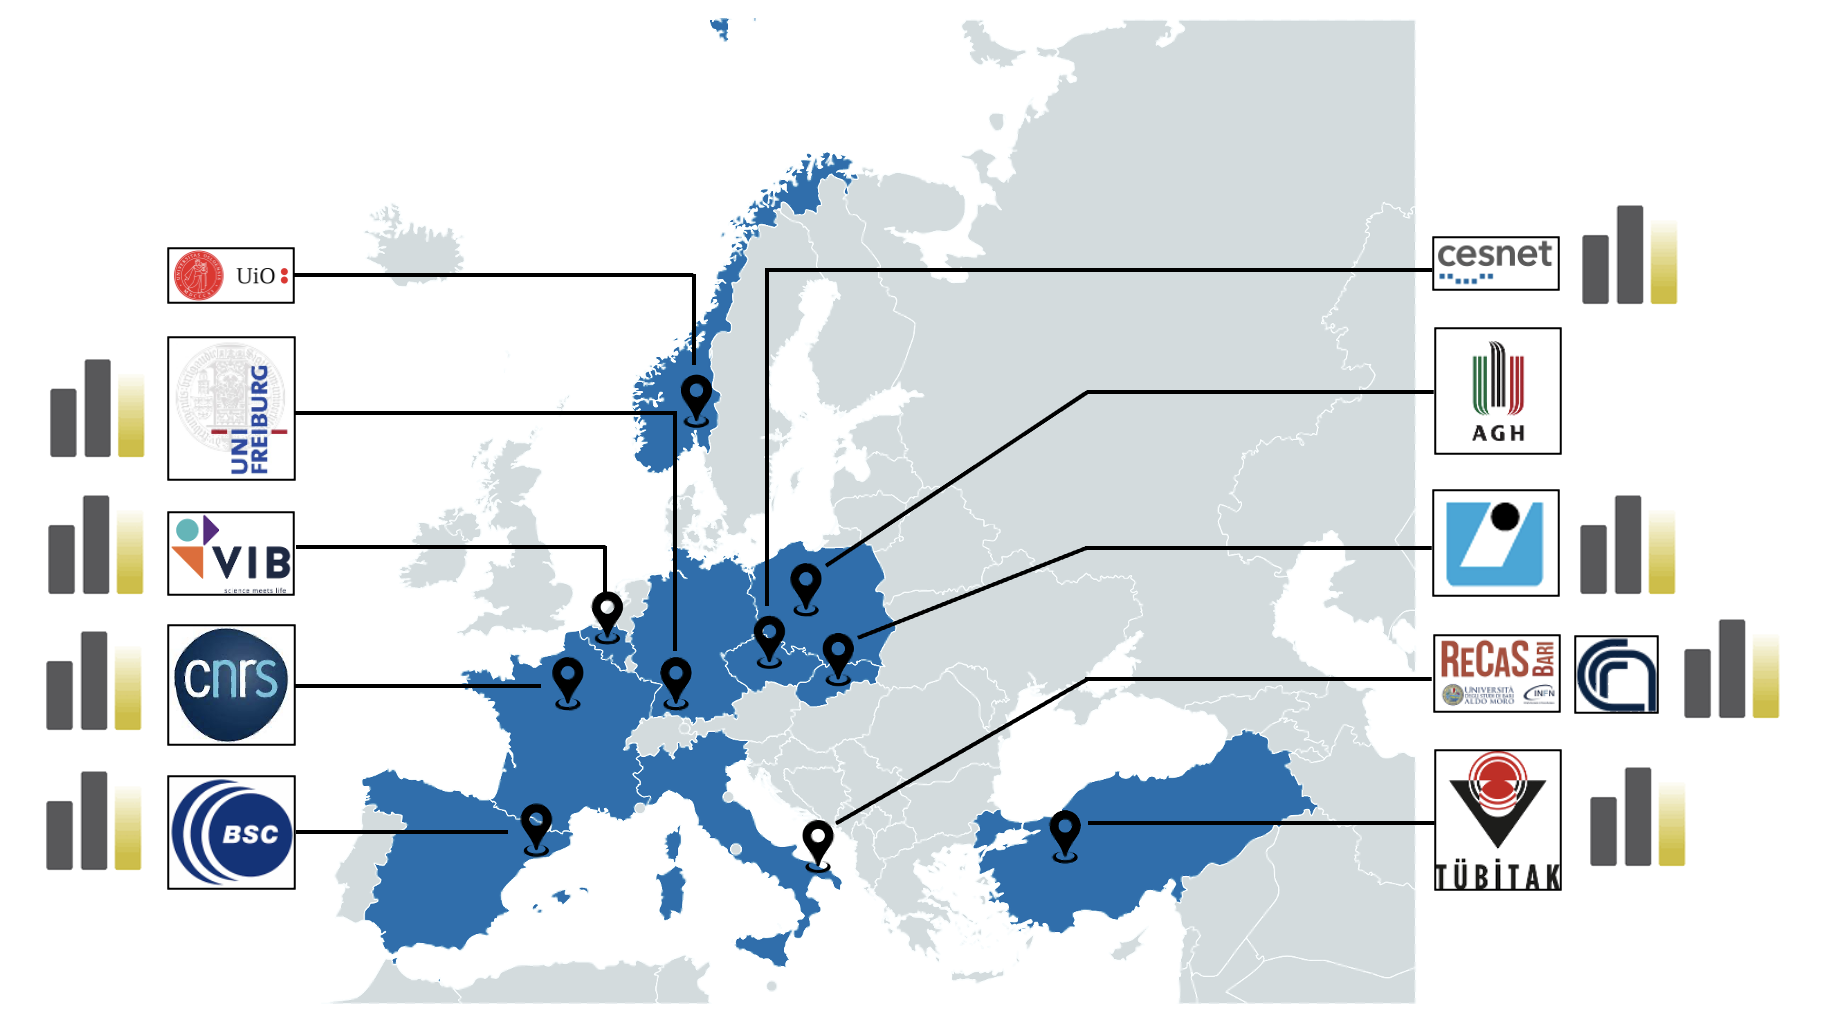 UiO:
UNI
FREIBURG
VIB
science meets life
cnrs
BSC
cesnet
AGH
ReCaS
BARI
UNIVERSITÀ
DEGLI STUDI DI BARI
ALDO MORO
INFN
TÜBİTAK